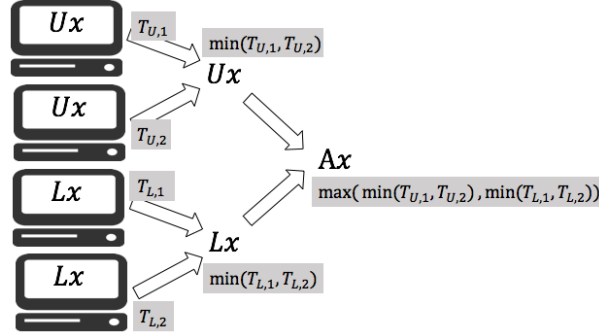 Ux
T_{U,1}
min(T_{U,1}, T_{U,2})
Ux
Ux
T_{U,2}
Ax
max( min(T_{U,1}, T_{U,2}) , min(T_{L,1}, T_{L,2}))
Lx
T_{L,1}
Lx
min(T_{L,1}, T_{L,2})
Lx
T_{L,2}